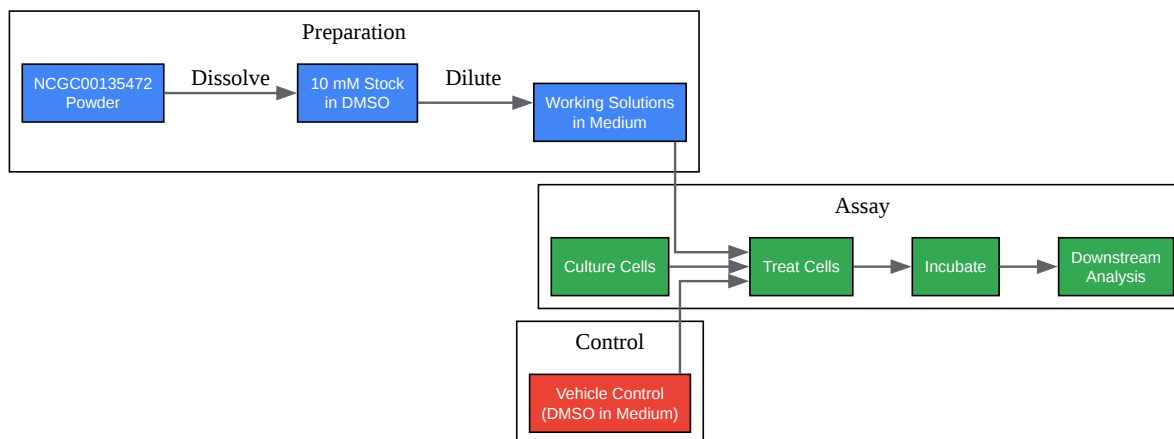 Preparation
NCGC00135472
Powder
Dissolve
10 mM Stock
in DMSO
Dilute
Working Solutions
in Medium
Assay
Culture Cells
Treat Cells
Incubate
Downstream
Analysis
Control
Vehicle Control
(DMSO in Medium)